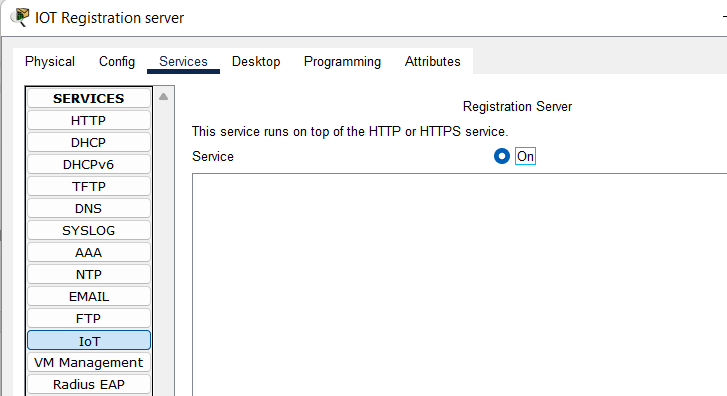 IOT Registration server
Physical Config Services Desktop Programming Attributes
SERVICES
HTTP
DHCP
DHCPv6
TFTP
DNS
SYSLOG
AAA
NTP
EMAIL
FTP
IoT
VM Management
Radius EAP
Registration Server
This service runs on top of the HTTP or HTTPS service.
Service On